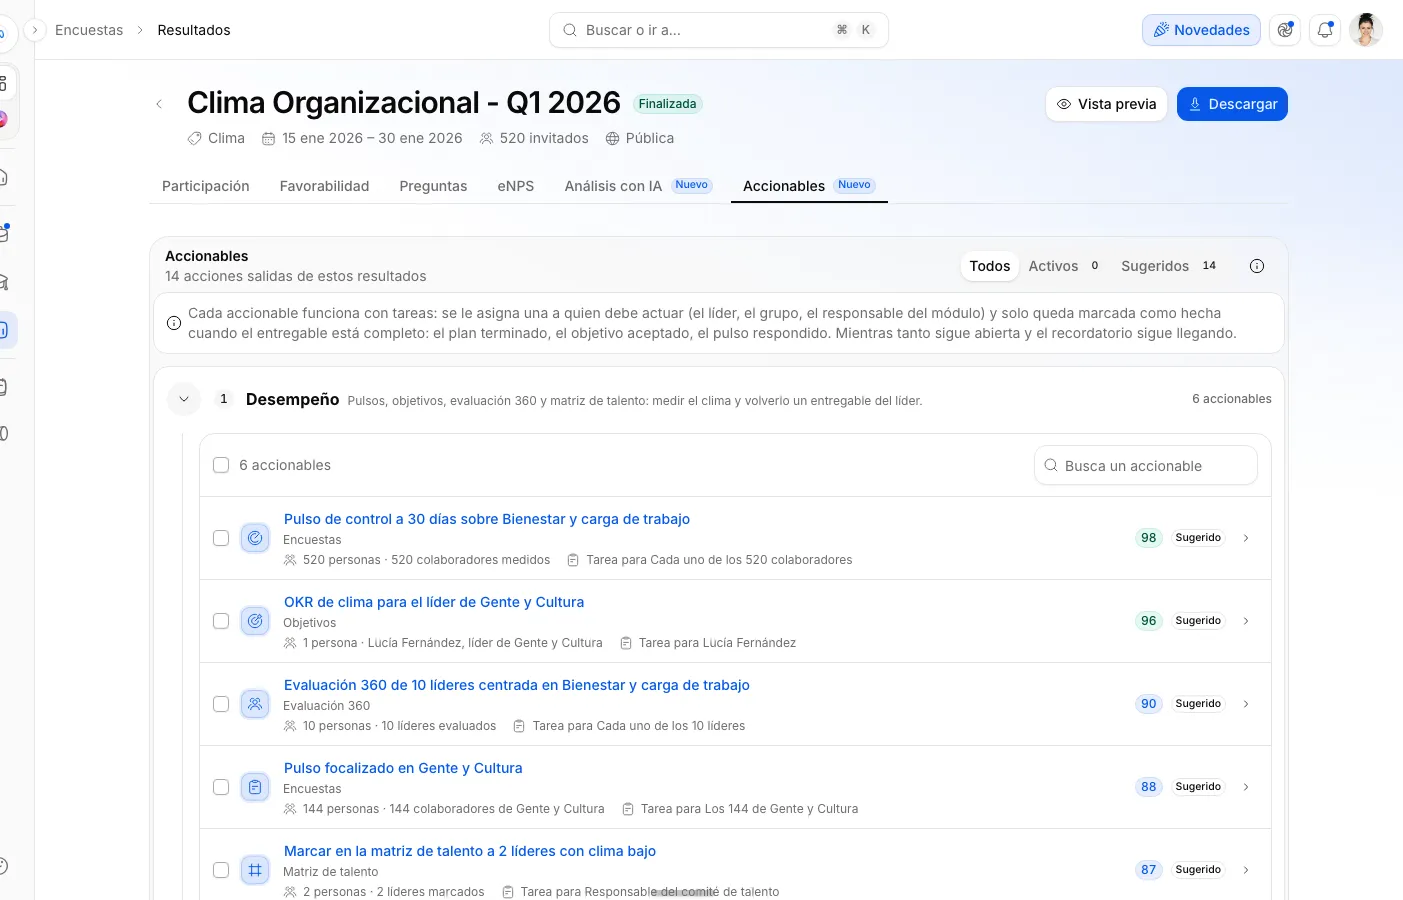 Encuestas > Resultados
Buscar o ir a...
⌘ K
Novedades
Clima Organizacional - Q1 2026
Finalizada
Vista previa
Descargar
Clima
15 ene 2026 – 30 ene 2026
520 invitados
Pública
Participación
Favorabilidad
Preguntas
eNPS
Análisis con IA Nuevo
Accionables Nuevo
Accionables
14 acciones salidas de estos resultados
Todos
Activos 0
Sugeridos 14
Cada accionable funciona con tareas: se le asigna una a quien debe actuar (el líder, el grupo, el responsable del módulo) y solo queda marcada como hecha
cuando el entregable está completo: el plan terminado, el objetivo aceptado, el pulso respondido. Mientras tanto sigue abierta y el recordatorio sigue llegando.
1 Desempeño Pulsos, objetivos, evaluación 360 y matriz de talento: medir el clima y volverlo un entregable del líder.
6 accionables
6 accionables
Busca un accionable
Pulso de control a 30 días sobre Bienestar y carga de trabajo
Encuestas
520 personas · 520 colaboradores medidos
Tarea para Cada uno de los 520 colaboradores
98 Sugerido
OKR de clima para el líder de Gente y Cultura
Objetivos
1 persona · Lucía Fernández, líder de Gente y Cultura
Tarea para Lucía Fernández
96 Sugerido
Evaluación 360 de 10 líderes centrada en Bienestar y carga de trabajo
Evaluación 360
10 personas · 10 líderes evaluados
Tarea para Cada uno de los 10 líderes
90 Sugerido
Pulso focalizado en Gente y Cultura
Encuestas
144 personas · 144 colaboradores de Gente y Cultura
Tarea para Los 144 de Gente y Cultura
88 Sugerido
Marcar en la matriz de talento a 2 líderes con clima bajo
Matriz de talento
2 personas · 2 líderes marcados
Tarea para Responsable del comité de talento
87 Sugerido